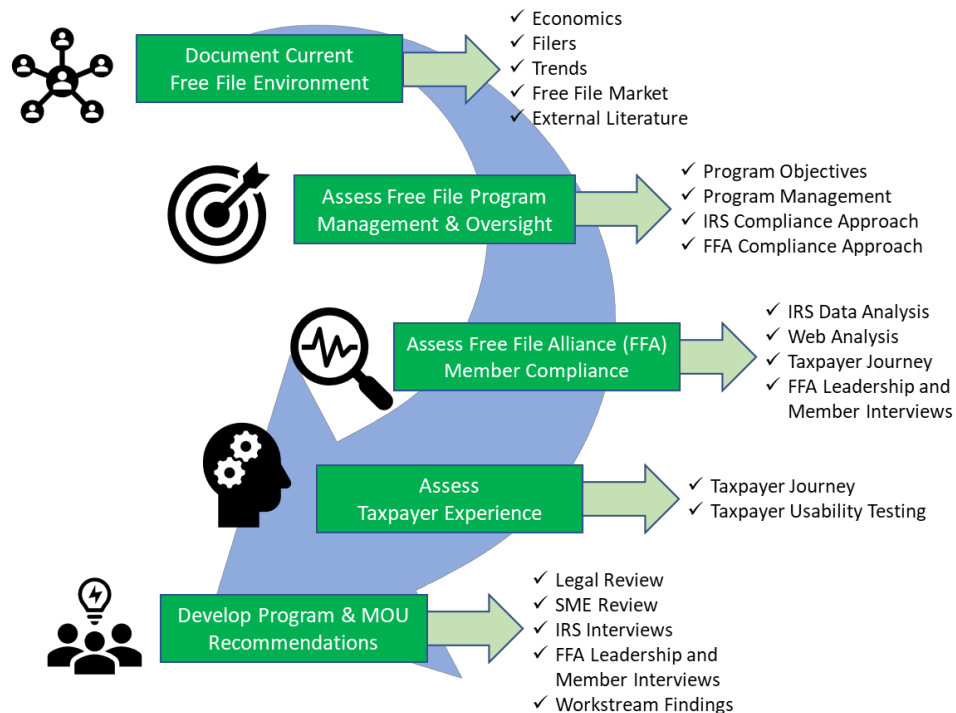 Document Current
Free File Environment
✓ Economics
✓ Filers
✓ Trends
✓ Free File Market
✓ External Literature
Assess Free File Program
Management & Oversight
✓ Program Objectives
✓ Program Management
✓ IRS Compliance Approach
✓ FFA Compliance Approach
Assess Free File Alliance (FFA)
Member Compliance
✓ IRS Data Analysis
✓ Web Analysis
✓ Taxpayer Journey
✓ FFA Leadership and
Member Interviews
Assess
Taxpayer Experience
✓ Taxpayer Journey
✓ Taxpayer Usability Testing
Develop Program & MOU
Recommendations
✓ Legal Review
✓ SME Review
✓ IRS Interviews
✓ FFA Leadership and
Member Interviews
✓ Workstream Findings